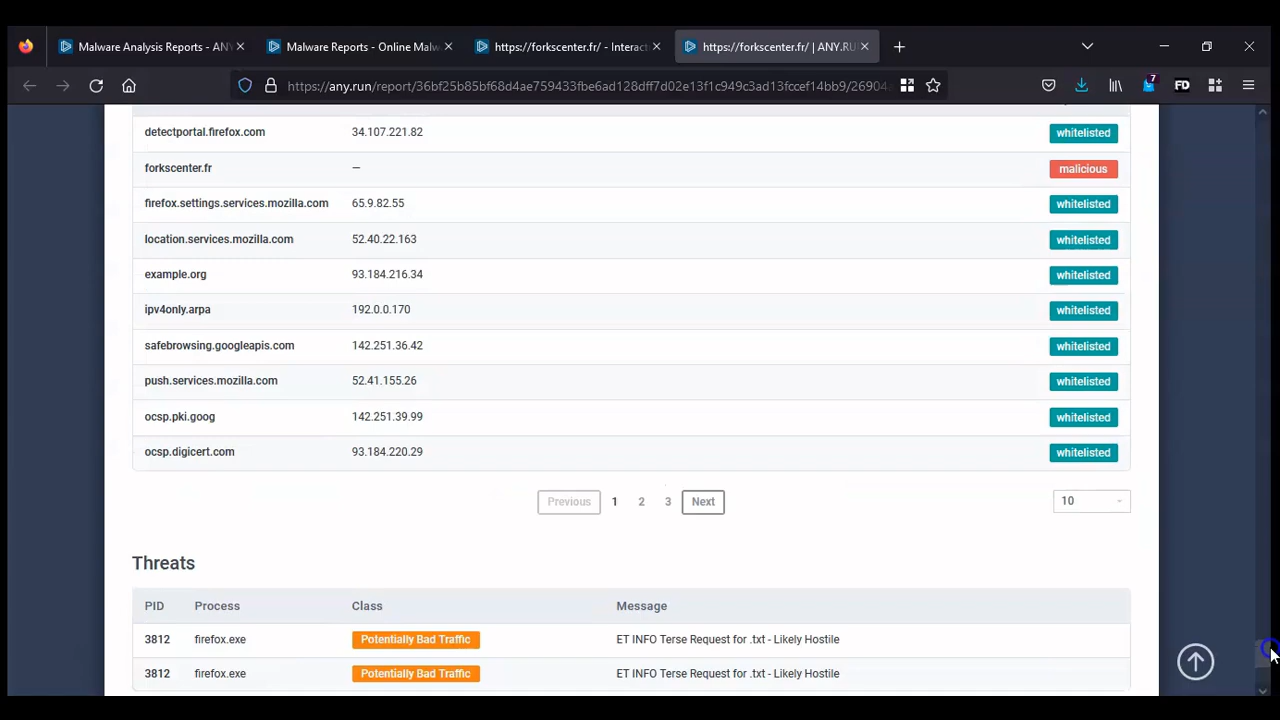 Malware Analysis Reports - ANY
Malware Reports - Online Malw
https://forkscenter.fr/ - Interact
https://forkscenter.fr/ | ANY.RU
https://any.run/report/36bf25b85bf68d4ae759433fbe6ad128dff7d02e13f1c949c3ad13fccef14bb9/26904
7
FD
detectportal.firefox.com 34.107.221.82 whitelisted
forkscenter.fr – malicious
firefox.settings.services.mozilla.com 65.9.82.55 whitelisted
location.services.mozilla.com 52.40.22.163 whitelisted
example.org 93.184.216.34 whitelisted
ipv4only.arpa 192.0.0.170 whitelisted
safebrowsing.googleapis.com 142.251.36.42 whitelisted
push.services.mozilla.com 52.41.155.26 whitelisted
ocsp.pki.goog 142.251.39.99 whitelisted
ocsp.digicert.com 93.184.220.29 whitelisted
Previous 1 2 3 Next 10
Threats
PID Process Class Message
3812 firefox.exe Potentially Bad Traffic ET INFO Terse Request for .txt - Likely Hostile
3812 firefox.exe Potentially Bad Traffic ET INFO Terse Request for .txt - Likely Hostile